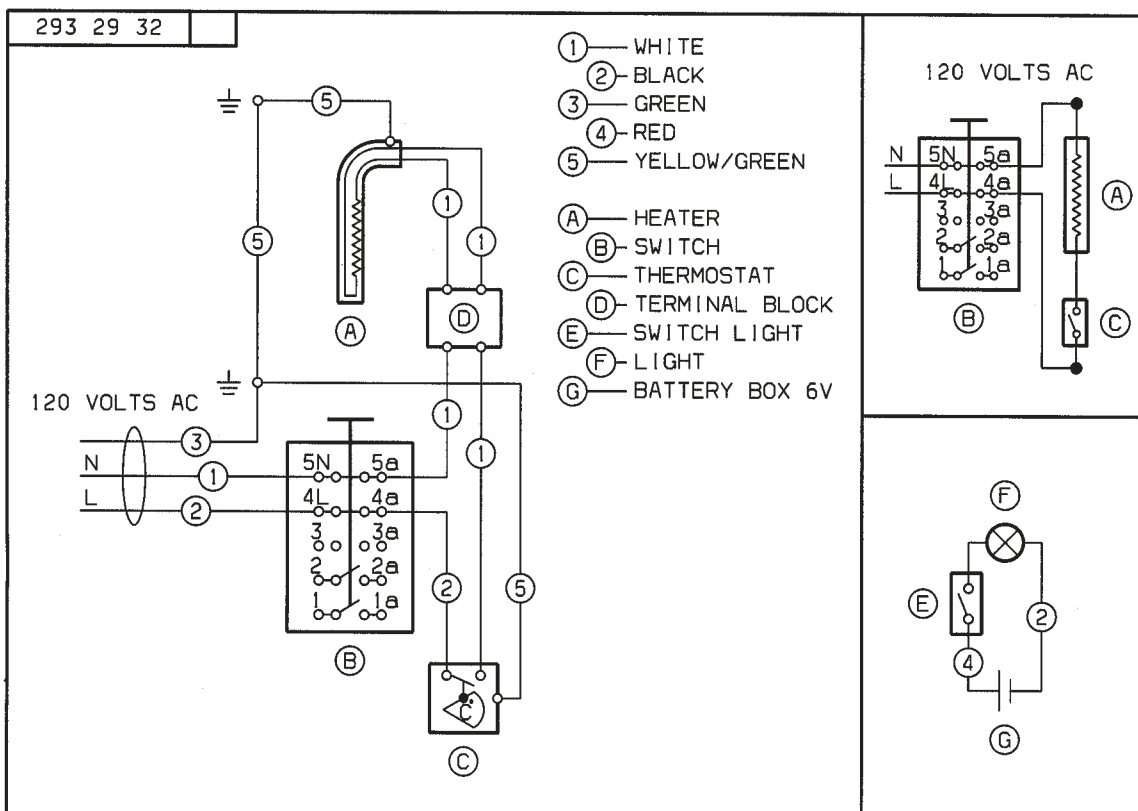 293 29 32
1 WHITE
2 BLACK
3 GREEN
4 RED
5 YELLOW/GREEN
A HEATER
B SWITCH
C THERMOSTAT
D TERMINAL BLOCK
E SWITCH LIGHT
F LIGHT
G BATTERY BOX 6V
5
5
1
1
A
D
120 VOLTS AC
3
N 1
L 2
1
1
5N 5a
4L 4a
3 3a
2 2a
1 1a
2
5
B
C
C
120 VOLTS AC
N 5N 5a
L 4L 4a
3 3a
2 2a
1 1a
A
B
C
F
E
2
4
G